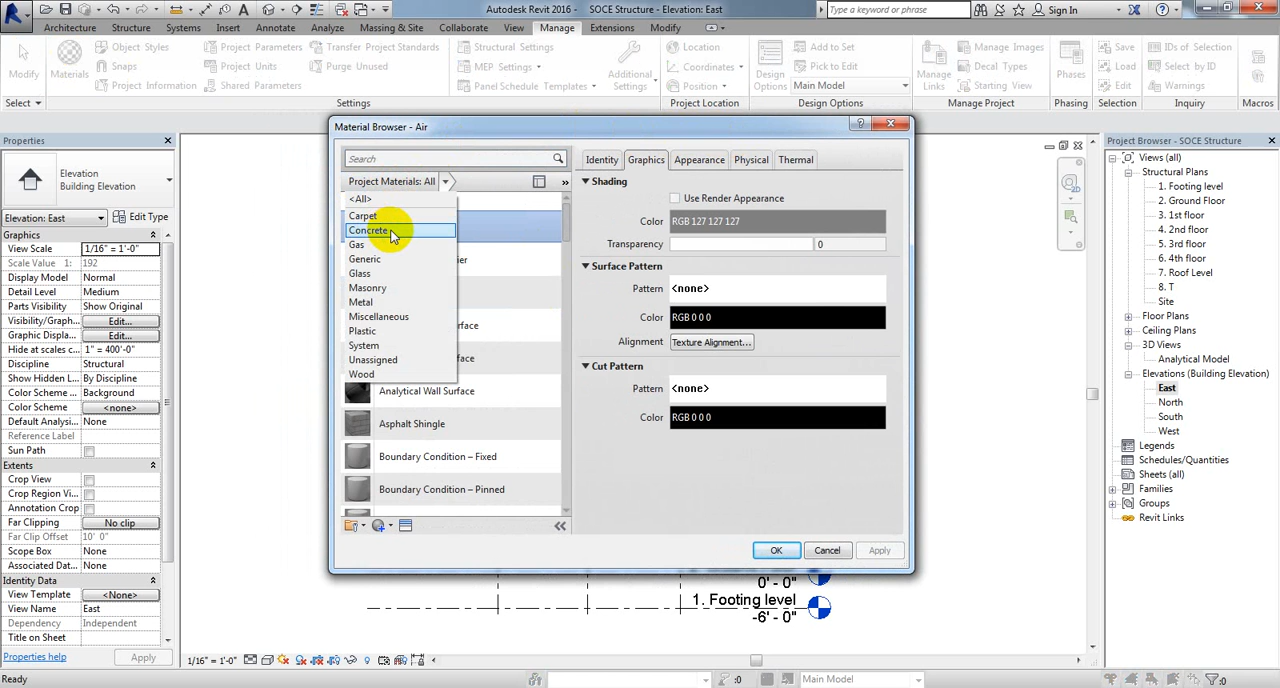 Autodesk Revit 2016 - SOCE Structure - Elevation: East
Type a keyword or phrase
Sign In
Architecture Structure Systems Insert Annotate Analyze Massing & Site Collaborate View Manage Extensions Modify
Modify
Select
Materials
Object Styles
Snaps
Project Information
Project Parameters
Project Units
Shared Parameters
Transfer Project Standards
Purge Unused
Structural Settings
MEP Settings
Panel Schedule Templates
Additional Settings
Settings
Location
Coordinates
Position
Project Location
Design Options
Add to Set
Pick to Edit
Main Model
Design Options
Manage Links
Manage Images
Decal Types
Starting View
Manage Project
Phases
Phasing
Save
Load
Edit
Selection
IDs of Selection
Select by ID
Warnings
Inquiry
Macros
Properties
Elevation
Building Elevation
Elevation: East
Edit Type
Graphics
View Scale 1/16" = 1'-0"
Scale Value 1: 192
Display Model Normal
Detail Level Medium
Parts Visibility Show Original
Visibility/Graph... Edit...
Graphic Displa... Edit...
Hide at scales c... 1" = 400'-0"
Discipline Structural
Show Hidden L... By Discipline
Color Scheme ... Background
Color Scheme <none>
Default Analysi... None
Reference Label
Sun Path
Extents
Crop View
Crop Region Vi...
Annotation Crop
Far Clipping No clip
Far Clip Offset 10' 0"
Scope Box None
Associated Dat... None
Identity Data
View Template <None>
View Name East
Dependency Independent
Title on Sheet
Properties help
Apply
Material Browser - Air
Search
Project Materials: All
<All>
Carpet
Concrete
Gas
Generic
Glass
Masonry
Metal
Miscellaneous
Plastic
System
Unassigned
Wood
Analytical Wall Surface
Asphalt Shingle
Boundary Condition – Fixed
Boundary Condition – Pinned
Identity Graphics Appearance Physical Thermal
Shading
Use Render Appearance
Color RGB 127 127 127
Transparency 0
Surface Pattern
Pattern <none>
Color RGB 0 0 0
Alignment Texture Alignment...
Cut Pattern
Pattern <none>
Color RGB 0 0 0
OK Cancel Apply
0' - 0"
1. Footing level
-6' - 0"
Project Browser - SOCE Structure
Views (all)
Structural Plans
1. Footing level
2. Ground Floor
3. 1st floor
4. 2nd floor
5. 3rd floor
6. 4th floor
7. Roof Level
8. T
Site
Floor Plans
Ceiling Plans
3D Views
Analytical Model
Elevations (Building Elevation)
East
North
South
West
Legends
Schedules/Quantities
Sheets (all)
Families
Groups
Revit Links
1/16" = 1'-0"
Ready
:0
Main Model
:0